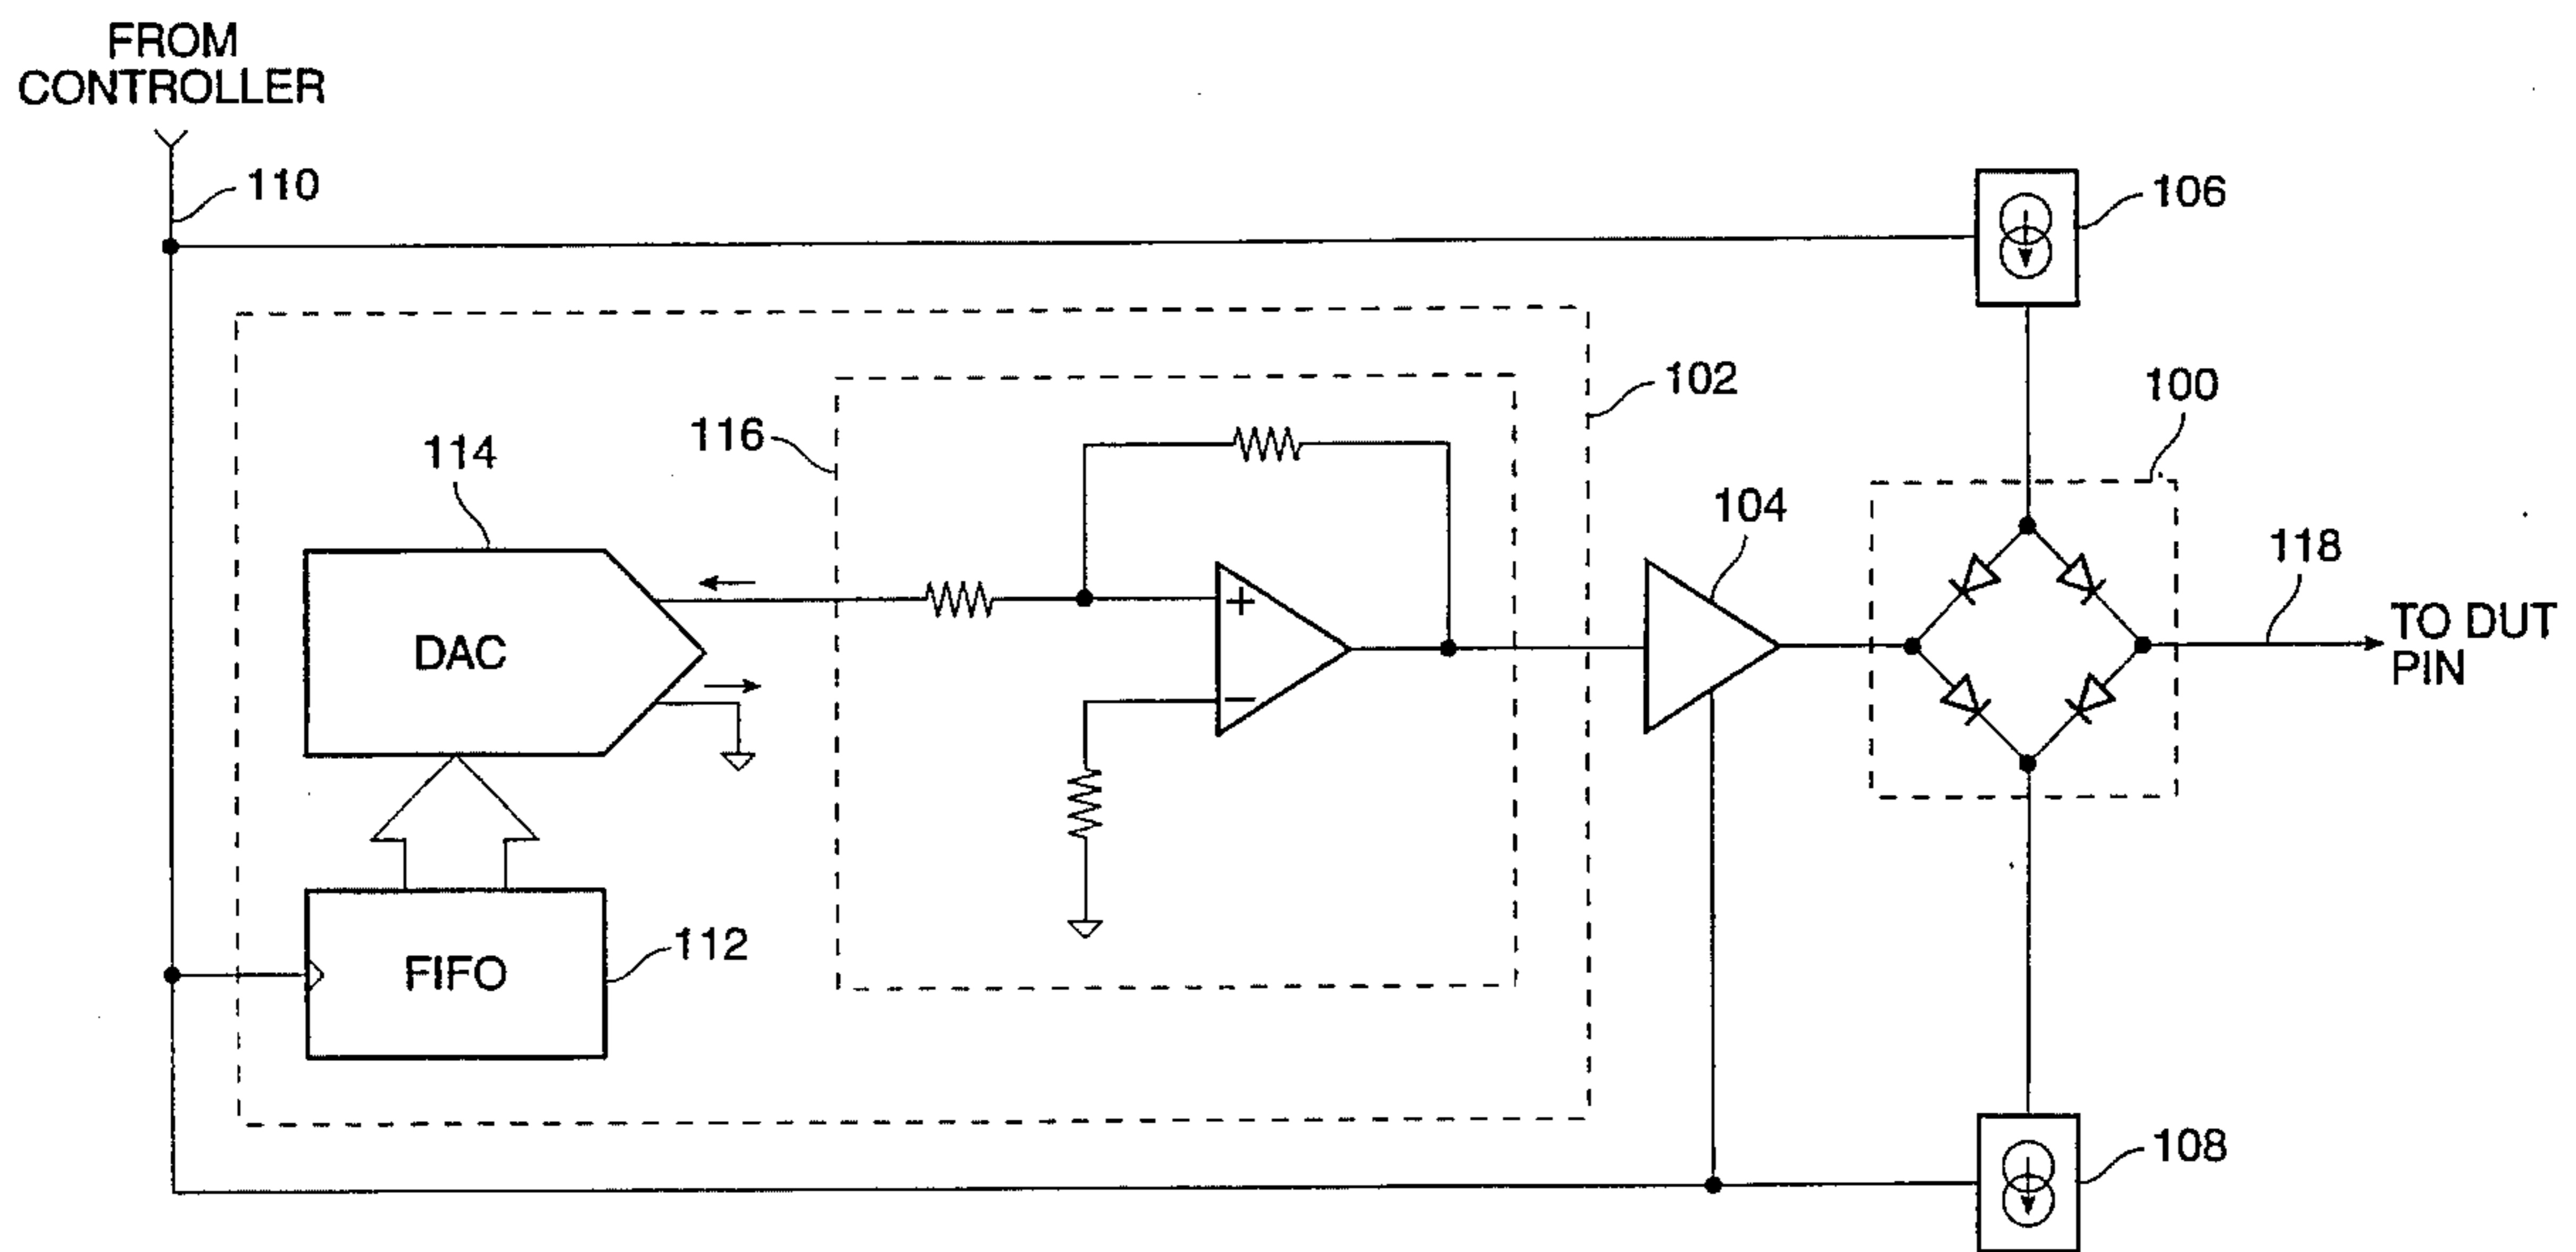 FROM
CONTROLLER
110
106
102
100
116
114
104
118
+
DAC
TO DUT
PIN
−
FIFO
112
108